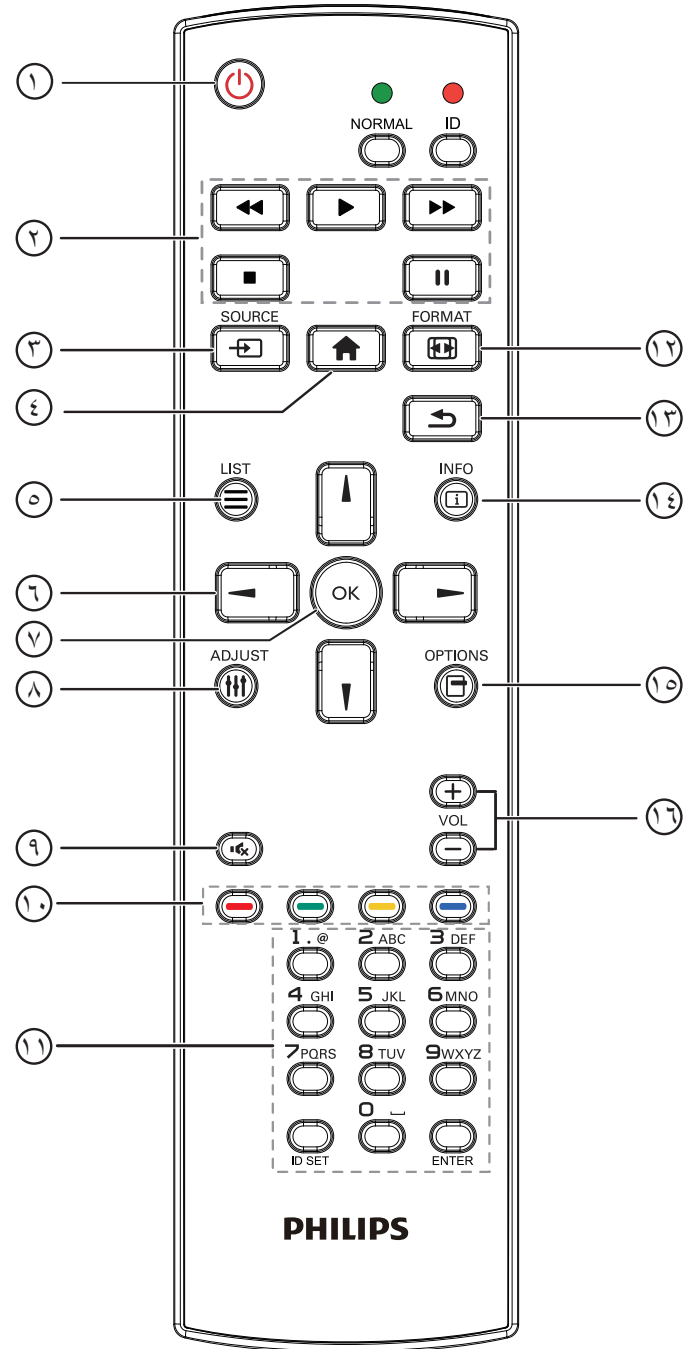 ١
NORMAL ID
٢
SOURCE FORMAT
٣ ١٢
٤
١٣
LIST INFO
٥ i ١٤
٦
OK
٧
ADJUST OPTIONS
٨ ١٥
+
VOL ١٦
٩ −
١٠
1 . @ 2 ABC 3 DEF
4 GHI 5 JKL 6 MNO
١١
7 PQRS 8 TUV 9 WXYZ
0 ⎵
ID SET ENTER
PHILIPS